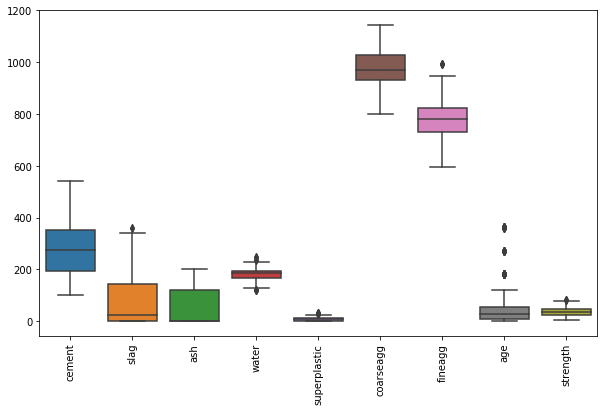 1200
1000
800
600
400
200
0
cement
slag
ash
water
superplastic
coarseagg
fineagg
age
strength